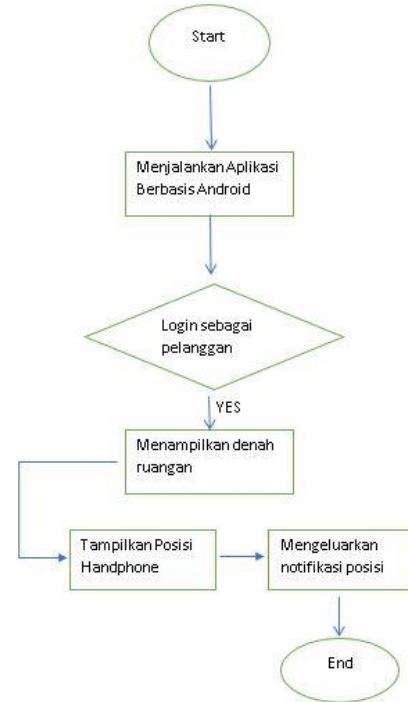 Start
Menjalankan Aplikasi
Berbasis Android
Login sebagai
pelanggan
YES
Menampilkan denah
ruangan
Tampilkan Posisi
Handphone
Mengeluarkan
notifikasi posisi
End